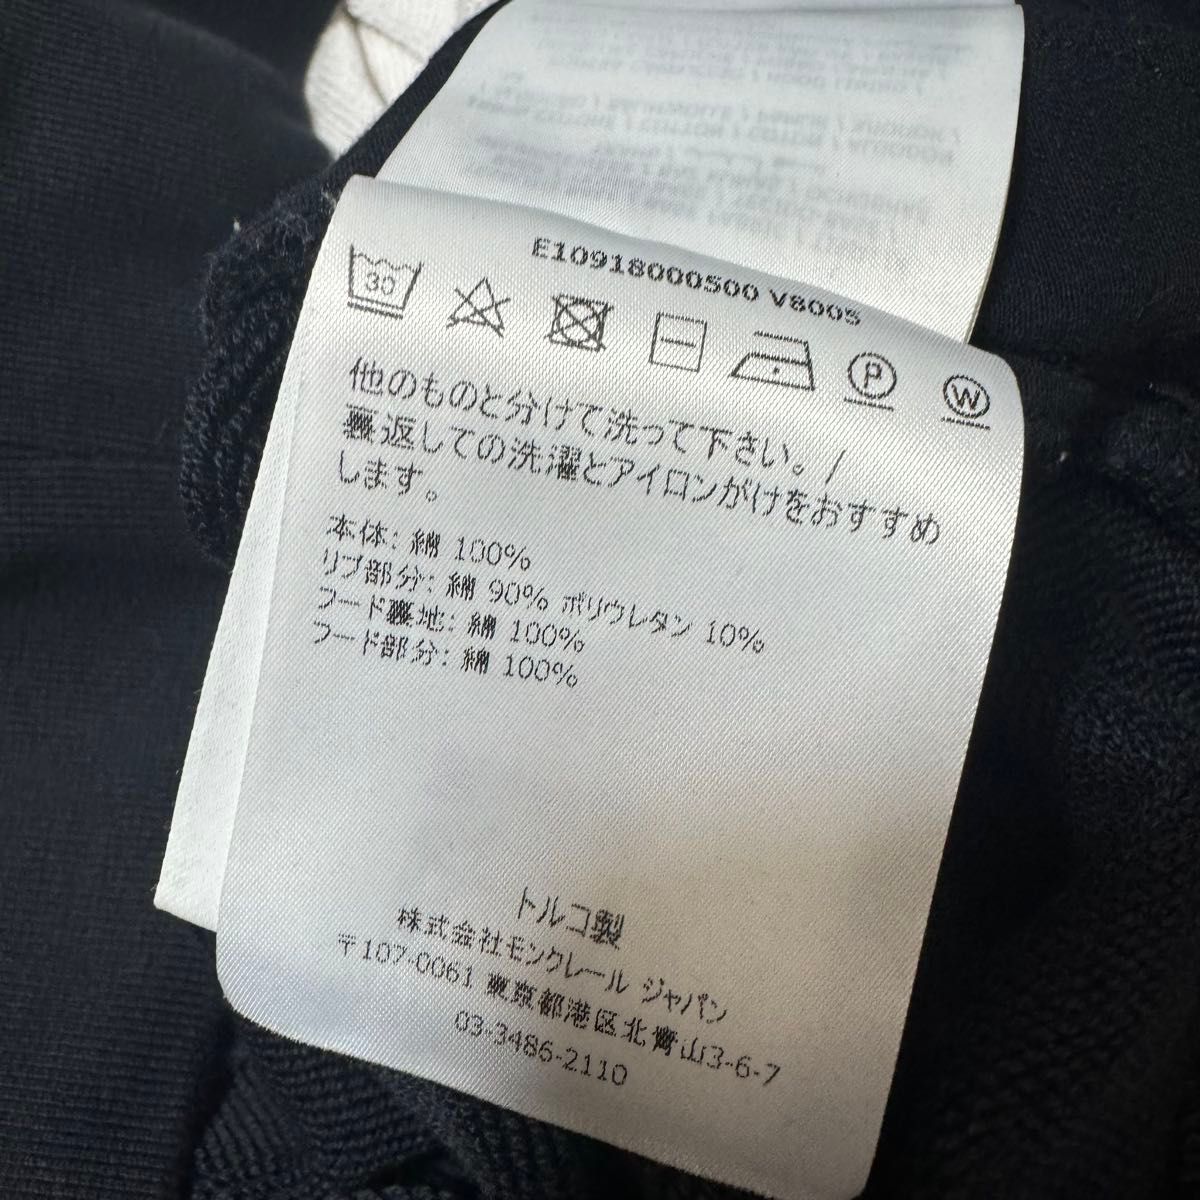 E10918000500 V8005
30
P
W
他のものと分けて洗って下さい。/
裏返しての洗濯とアイロンがけをおすすめ
します。
本体: 綿 100%
リブ部分: 綿 90% ポリウレタン 10%
フード裏地: 綿 100%
フード部分: 綿 100%
トルコ製
株式会社モンクレール ジャパン
〒107-0061 東京都港区北青山3-6-7
03-3486-2110